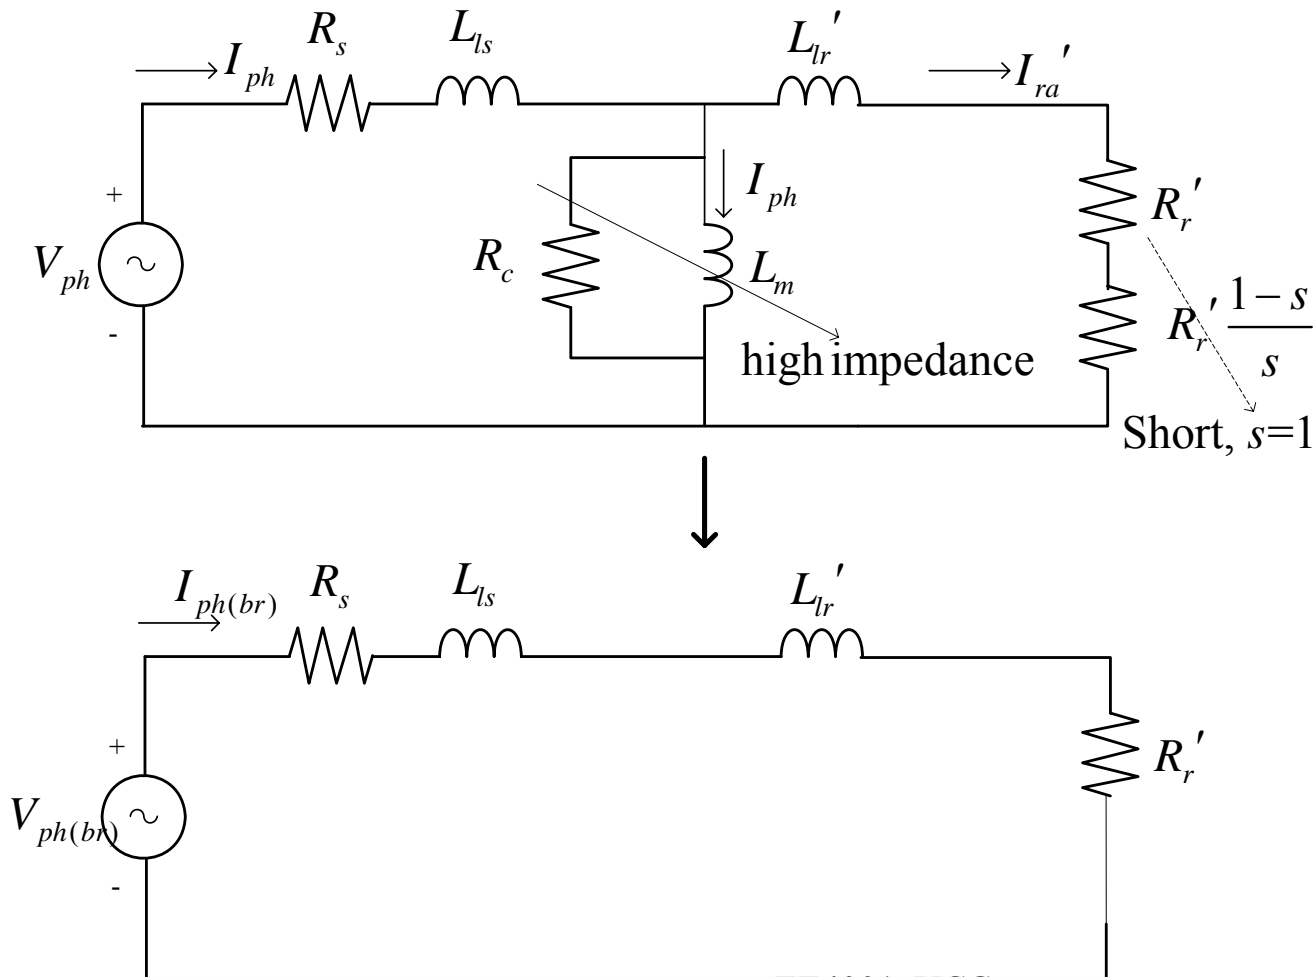 R_s
L_ls
L_lr'
I_ph
I_ra'
+
V_ph
-
R_c
I_ph
L_m
high impedance
R_r'
R_r' (1-s)/s
Short, s=1
I_ph(br)
R_s
L_ls
L_lr'
+
V_ph(br)
-
R_r'